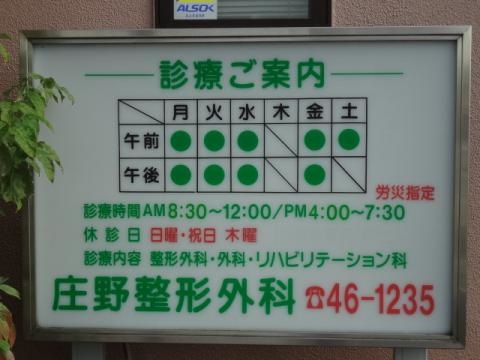 ALSOK
診療ご案内
月 火 水 木 金 土
午前 ● ● ● ● ●
午後 ● ● ● ●
労災指定
診療時間 AM 8:30～12:00/PM 4:00～7:30
休診日 日曜・祝日 木曜
診療内容 整形外科・外科・リハビリテーション科
庄野整形外科 ☎46-1235